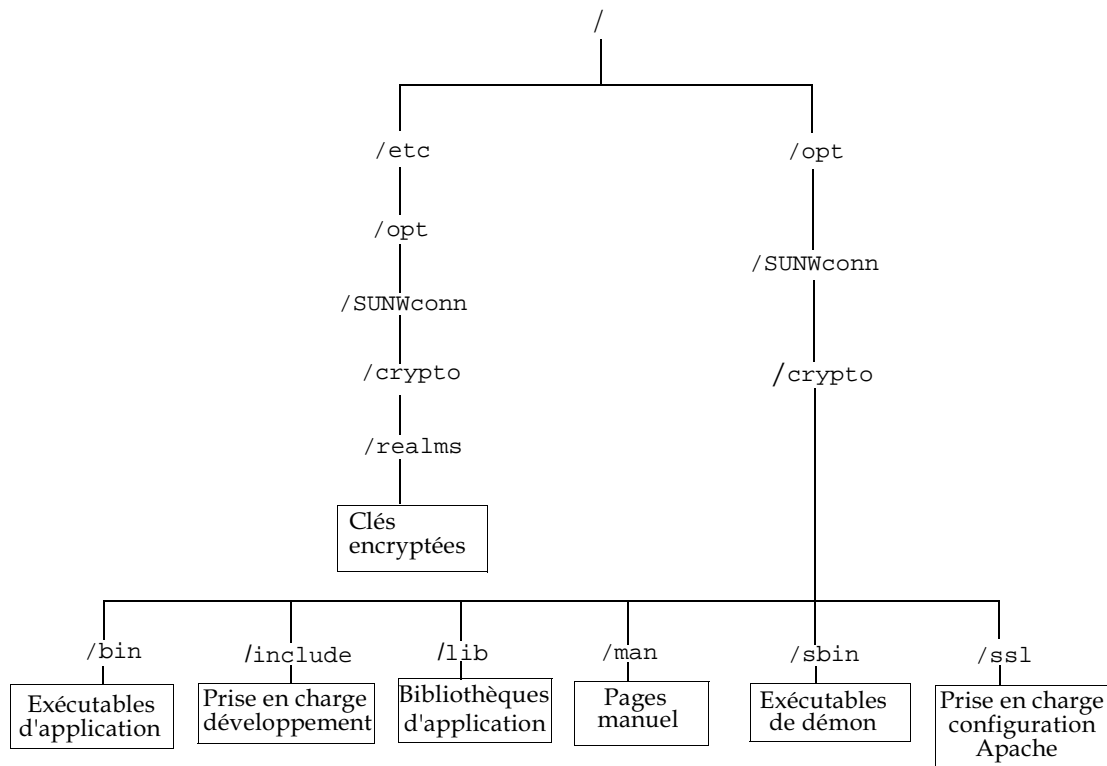 /
/etc
/opt
/opt
/SUNWconn
/SUNWconn
/crypto
/crypto
/realms
Clés
encryptées
/bin
/include
/lib
/man
/sbin
/ssl
Exécutables
d'application
Prise en charge
développement
Bibliothèques
d'application
Pages
manuel
Exécutables
de démon
Prise en charge
configuration
Apache